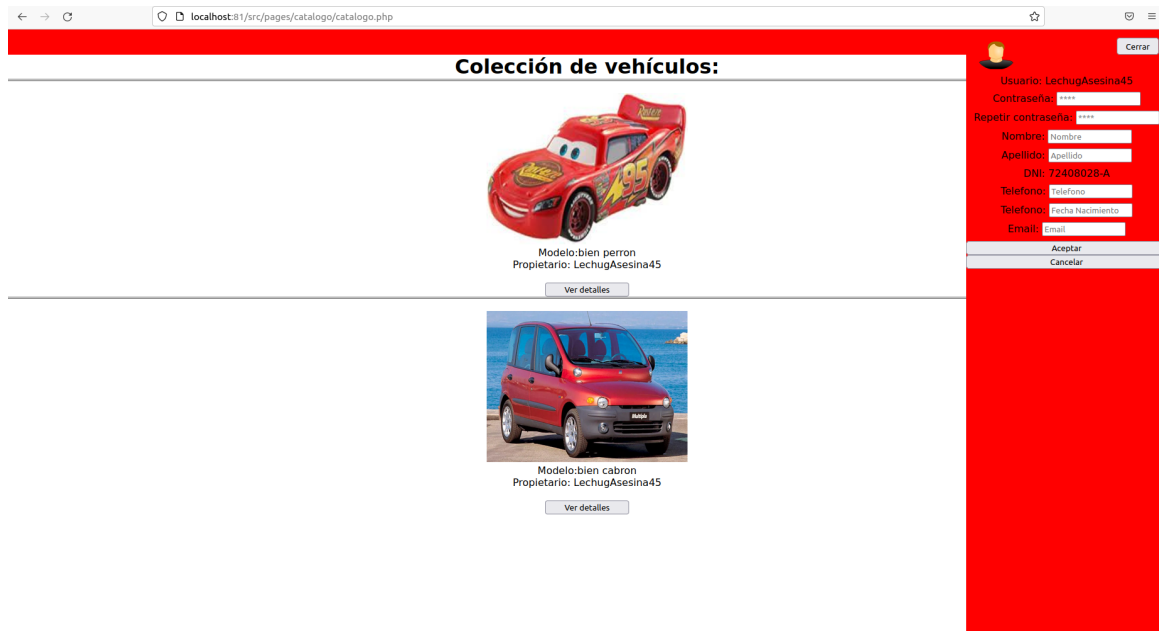 localhost:81/src/pages/catalogo/catalogo.php
Cerrar
Colección de vehículos:
Usuario: LechugAsesina45
Contraseña: ****
Repetir contraseña: ****
Nombre: Nombre
Apellido: Apellido
DNI: 72408028-A
Telefono: Telefono
Telefono: Fecha Nacimiento
Email: Email
Aceptar
Cancelar
95
Modelo:bien perron
Propietario: LechugAsesina45
Ver detalles
Multipla
Modelo:bien cabron
Propietario: LechugAsesina45
Ver detalles